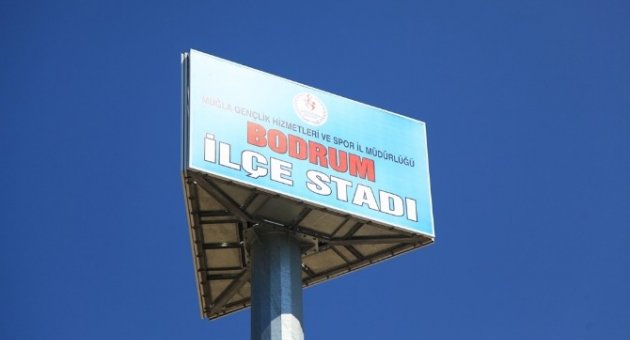 MUĞLA GENÇLİK HİZMETLERİ VE SPOR İL MÜDÜRLÜĞÜ
BODRUM
İLÇE STADI